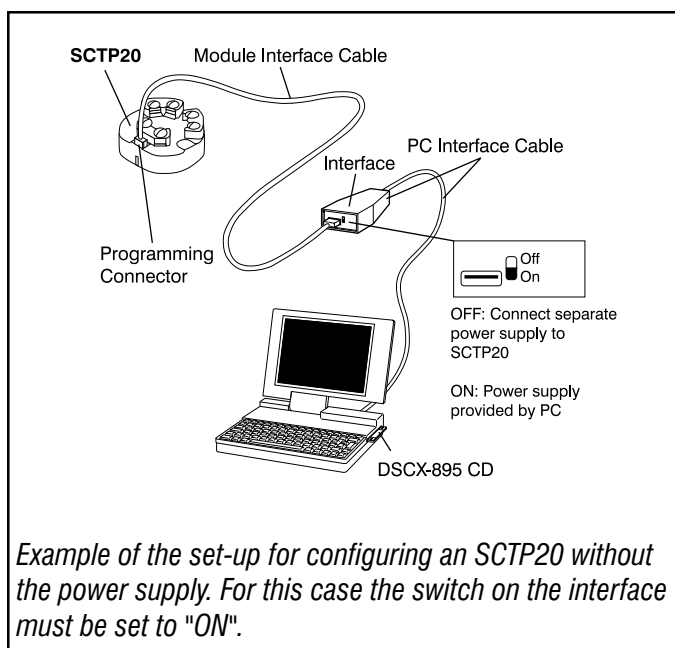 SCTP20
Module Interface Cable
PC Interface Cable
Interface
Programming
Connector
Off
On
OFF: Connect separate
power supply to
SCTP20
ON: Power supply
provided by PC
DSCX-895 CD
Example of the set-up for configuring an SCTP20 without
the power supply. For this case the switch on the interface
must be set to "ON".